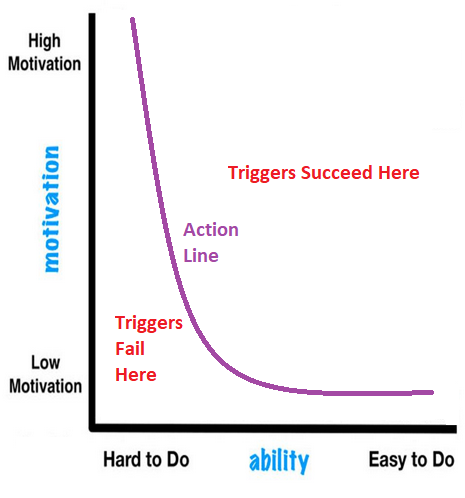 High
Motivation
motivation
Triggers Succeed Here
Action
Line
Triggers
Fail
Here
Low
Motivation
Hard to Do
ability
Easy to Do